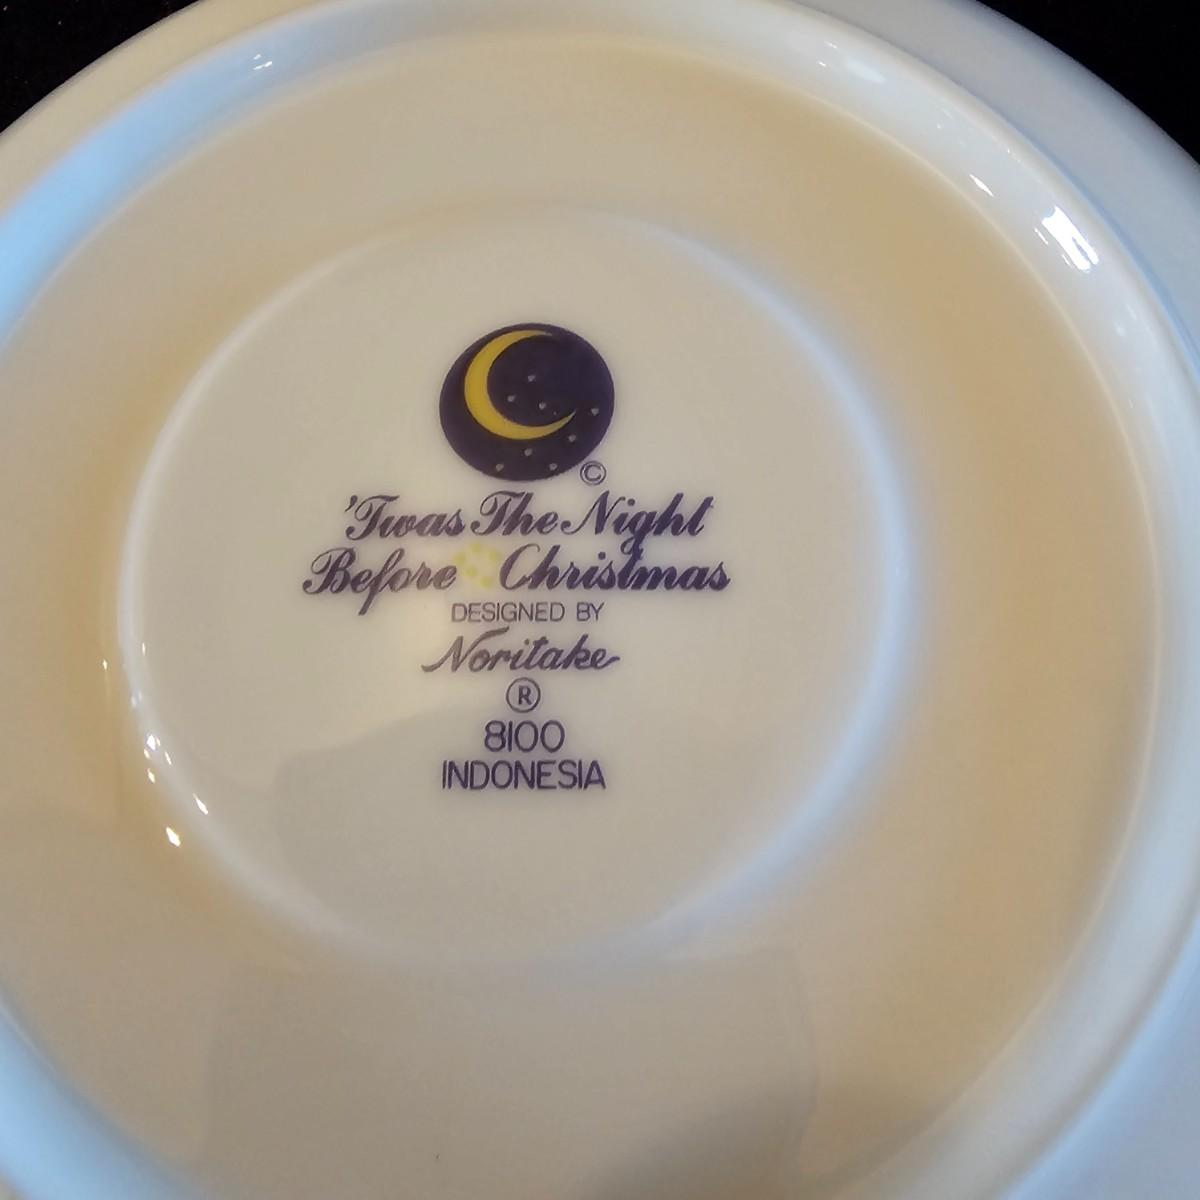 ©
'Twas The Night
Before Christmas
DESIGNED BY
Noritake
®
8100
INDONESIA